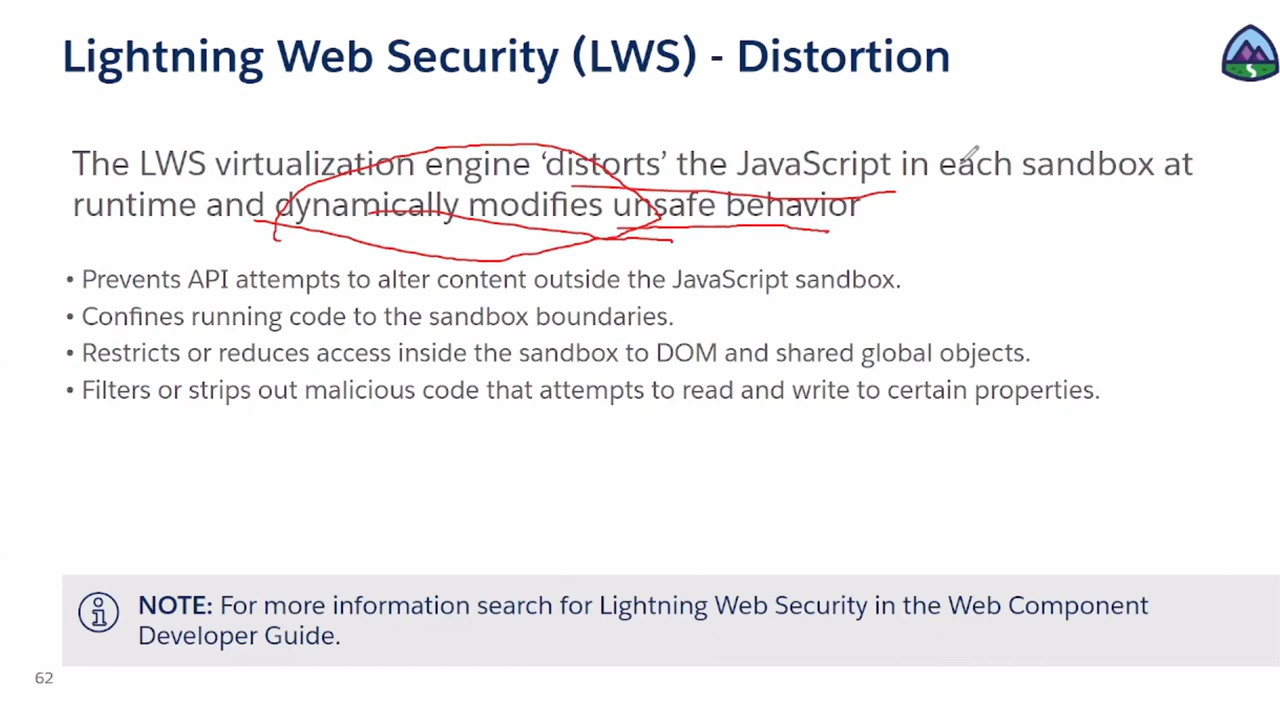 Lightning Web Security (LWS) - Distortion
The LWS virtualization engine ‘distorts’ the JavaScript in each sandbox at
runtime and dynamically modifies unsafe behavior
• Prevents API attempts to alter content outside the JavaScript sandbox.
• Confines running code to the sandbox boundaries.
• Restricts or reduces access inside the sandbox to DOM and shared global objects.
• Filters or strips out malicious code that attempts to read and write to certain properties.
NOTE: For more information search for Lightning Web Security in the Web Component
Developer Guide.
62